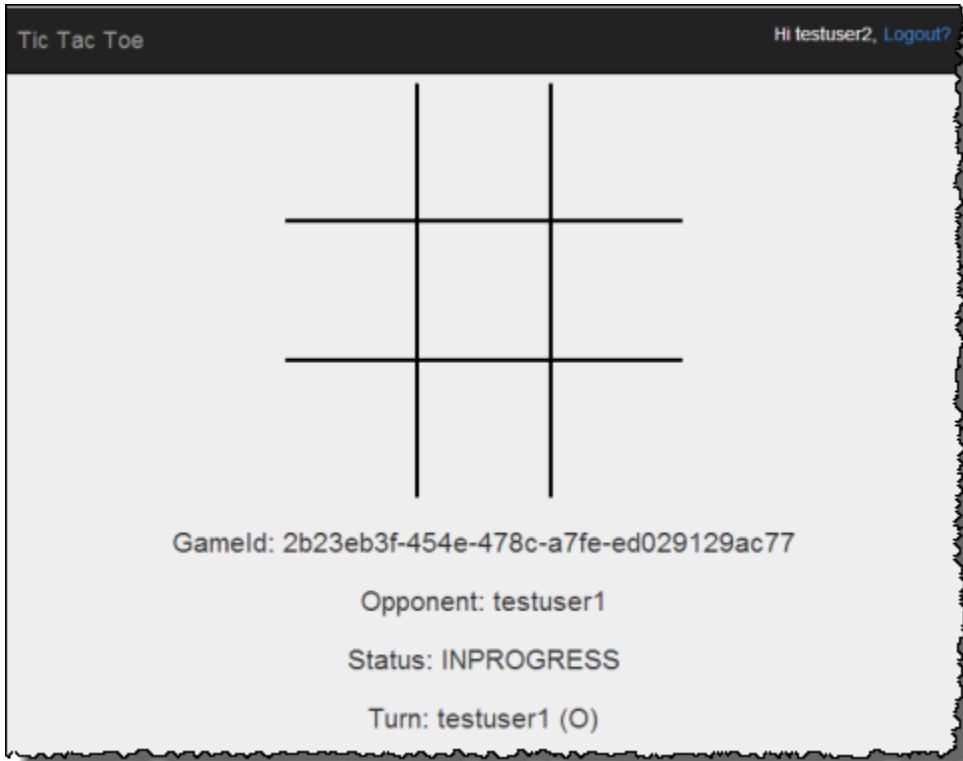 Tic Tac Toe
Hi testuser2, Logout?
GameId: 2b23eb3f-454e-478c-a7fe-ed029129ac77
Opponent: testuser1
Status: INPROGRESS
Turn: testuser1 (O)